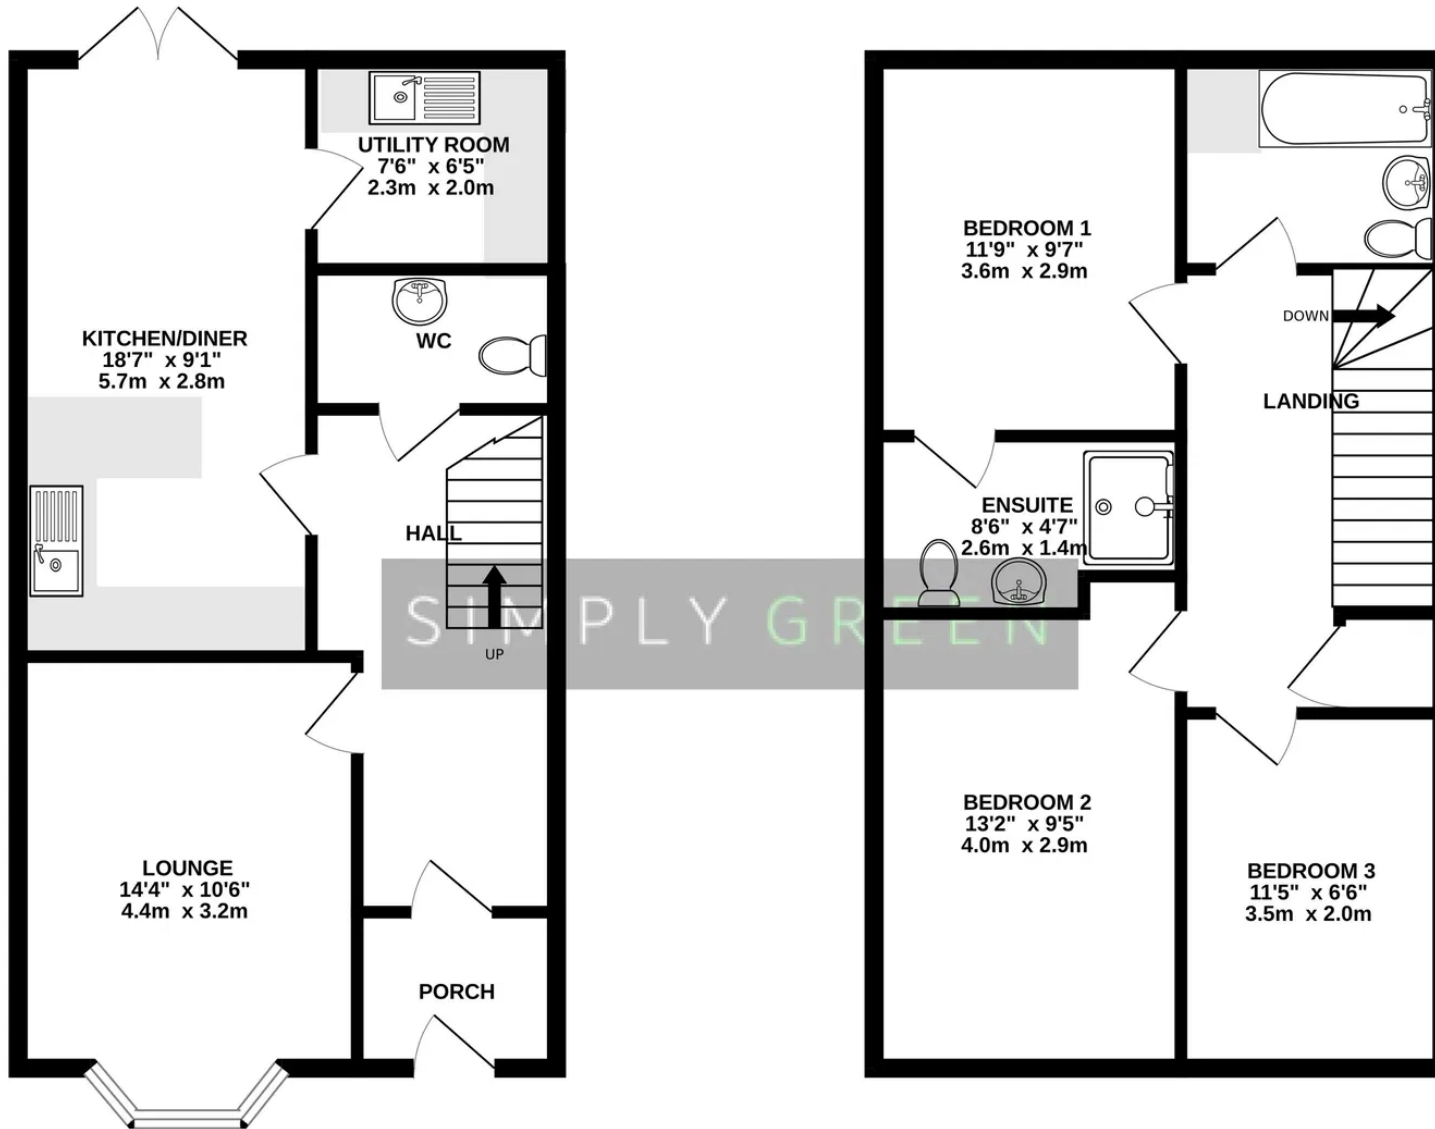 UTILITY ROOM
7'6" x 6'5"
2.3m x 2.0m
KITCHEN/DINER
18'7" x 9'1"
5.7m x 2.8m
WC
HALL
UP
LOUNGE
14'4" x 10'6"
4.4m x 3.2m
PORCH
SIMPLY GREEN
BEDROOM 1
11'9" x 9'7"
3.6m x 2.9m
DOWN
LANDING
ENSUITE
8'6" x 4'7"
2.6m x 1.4m
BEDROOM 2
13'2" x 9'5"
4.0m x 2.9m
BEDROOM 3
11'5" x 6'6"
3.5m x 2.0m